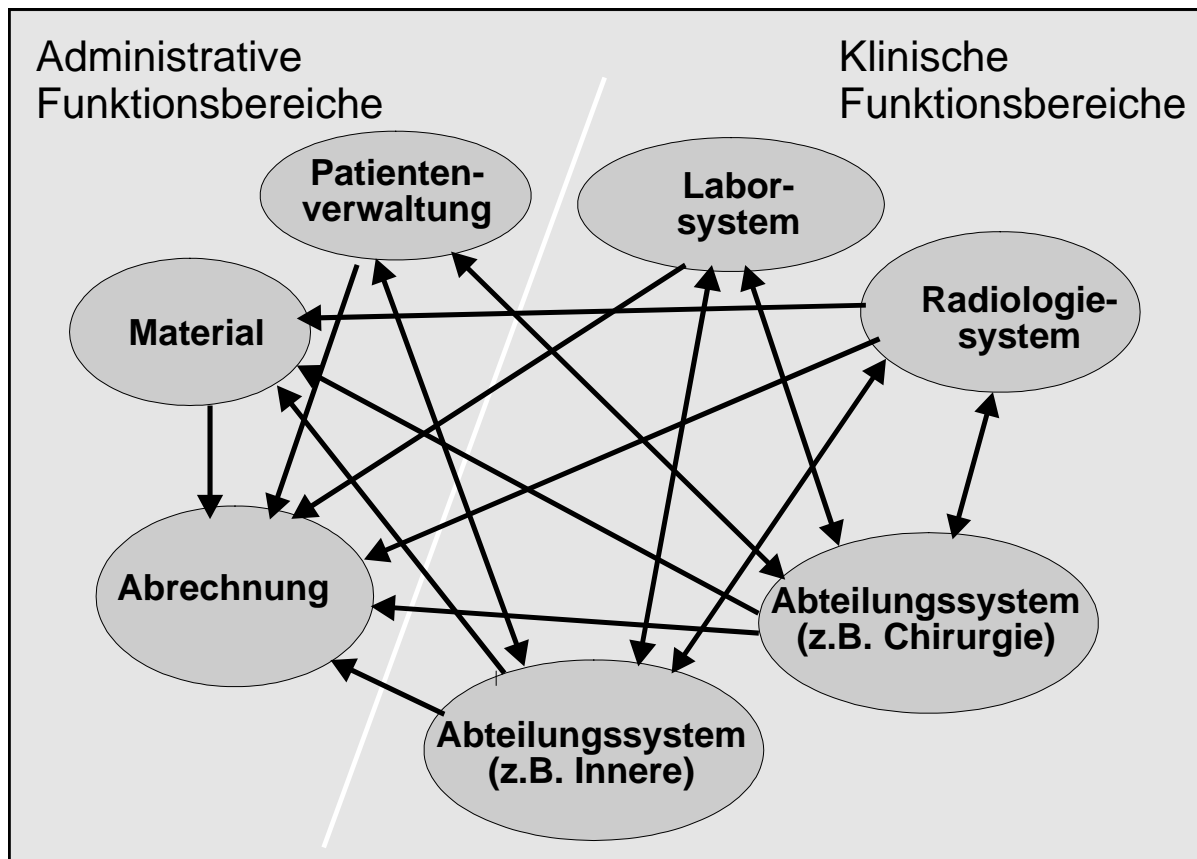 Administrative
Funktionsbereiche
Klinische
Funktionsbereiche
Patienten-
verwaltung
Labor-
system
Radiologie-
system
Material
Abrechnung
Abteilungssystem
(z.B. Chirurgie)
Abteilungssystem
(z.B. Innere)